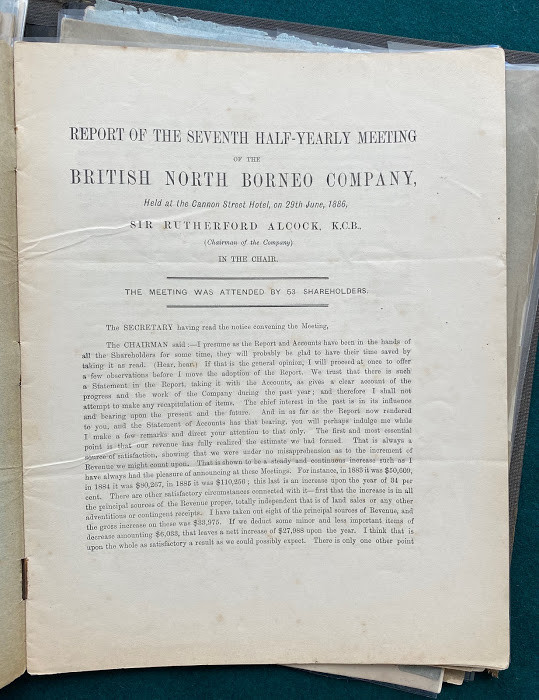 REPORT OF THE SEVENTH HALF-YEARLY MEETING
OF THE
BRITISH NORTH BORNEO COMPANY,
Held at the Cannon Street Hotel, on 29th June, 1886,
SIR RUTHERFORD ALCOCK, K.C.B.,
(Chairman of the Company)
IN THE CHAIR.
THE MEETING WAS ATTENDED BY 53 SHAREHOLDERS.
The SECRETARY having read the notice convening the Meeting,
The CHAIRMAN said :—I presume as the Report and Accounts have been in the hands of
all the Shareholders for some time, they will probably be glad to have their time saved by
taking it as read. (Hear, hear.) If that is the general opinion, I will proceed at once to offer
a few observations before I move the adoption of the Report. We trust that there is such
a Statement in the Report, taking it with the Accounts, as gives a clear account of the
progress and the work of the Company during the past year; and therefore I shall not
attempt to make any recapitulation of items. The chief interest in the past is in its influence
and bearing upon the present and the future. And in as far as the Report now rendered
to you, and the Statement of Accounts has that bearing, you will perhaps indulge me while
I make a few remarks and direct your attention to that only. The first and most essential
point is that our revenue has fully realized the estimate we had formed. That is always a
source of satisfaction, showing that we were under no misapprehension as to the increment of
Revenue we might count upon. That is shown to be a steady and continuous increase such as I
have always had the pleasure of announcing at these Meetings. For instance, in 1883 it was $50,609,
in 1884 it was $80,267, in 1885 it was $110,256; this last is an increase upon the year of 34 per
cent. There are other satisfactory circumstances connected with it—first that the increase is in all
the principal sources of the Revenue proper, totally independent that is of land sales or any other
adventitious or contingent receipts. I have taken out eight of the principal sources of Revenue, and
the gross increase on these was $33,975. If we deduct some minor and less important items of
decrease amounting $6,033, that leaves a nett increase of $27,988 upon the year. I think that is
upon the whole as satisfactory a result as we could possibly expect. There is only one other point